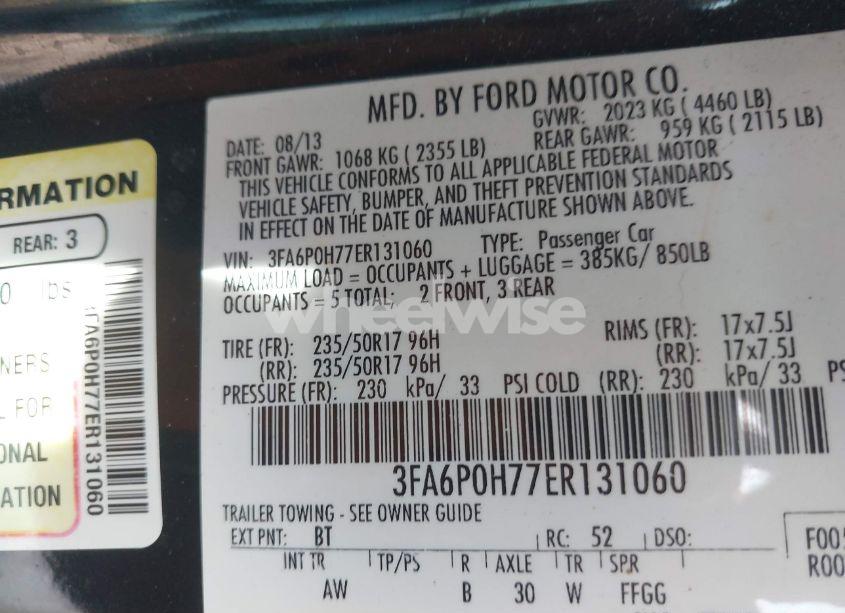 MFD. BY FORD MOTOR CO.
DATE: 08/13 GVWR: 2023 KG ( 4460 LB)
FRONT GAWR: 1068 KG ( 2355 LB) REAR GAWR: 959 KG ( 2115 LB)
THIS VEHICLE CONFORMS TO ALL APPLICABLE FEDERAL MOTOR
VEHICLE SAFETY, BUMPER, AND THEFT PREVENTION STANDARDS
IN EFFECT ON THE DATE OF MANUFACTURE SHOWN ABOVE.
VIN: 3FA6P0H77ER131060 TYPE: Passenger Car
MAXIMUM LOAD = OCCUPANTS + LUGGAGE = 385KG/ 850LB
OCCUPANTS = 5 TOTAL; 2 FRONT, 3 REAR
wheelwise
TIRE (FR): 235/50R17 96H RIMS (FR): 17x7.5J
(RR): 235/50R17 96H (RR): 17x7.5J
PRESSURE (FR): 230 kPa/ 33 PSI COLD (RR): 230 kPa/ 33 PS
3FA6P0H77ER131060
TRAILER TOWING - SEE OWNER GUIDE
EXT PNT: BT RC: 52 DSO:
INT TR TP/PS R AXLE TR SPR
AW B 30 W FFGG
F005
R00
RMATION
REAR: 3
0 lbs
NERS
L FOR
ONAL
ATION
3FA6P0H77ER131060